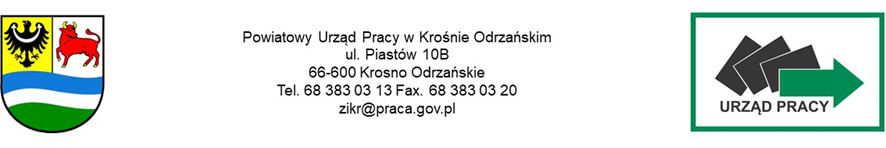 Powiatowy Urząd Pracy w Krośnie Odrzańskim
ul. Piastów 10B
66-600 Krosno Odrzańskie
Tel. 68 383 03 13 Fax. 68 383 03 20
zikr@praca.gov.pl
URZĄD PRACY